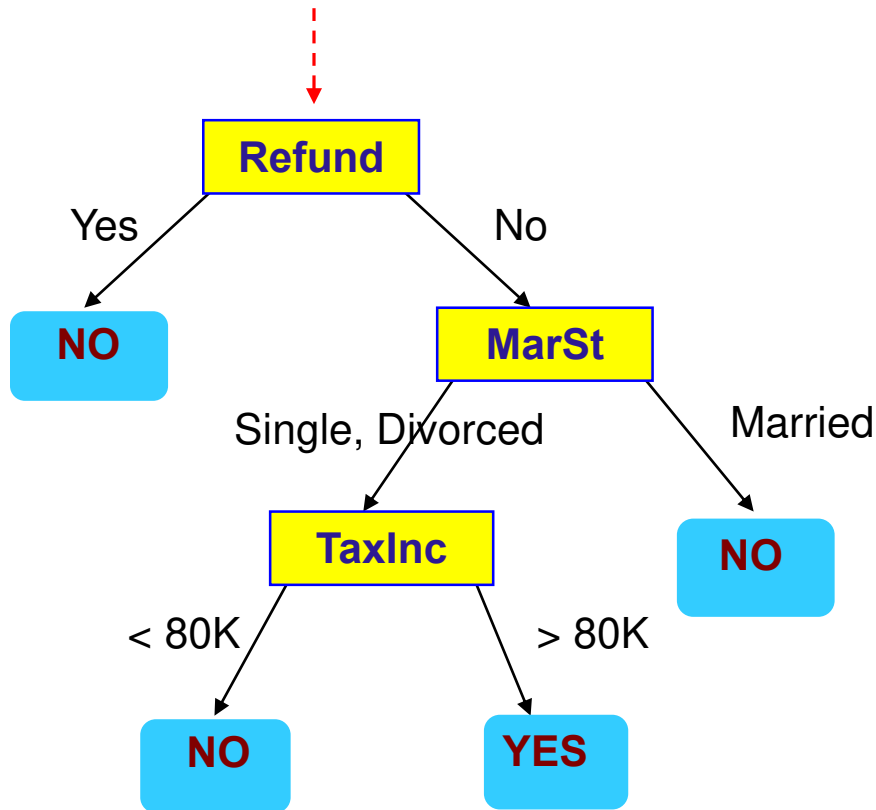 Refund
Yes
No
NO
MarSt
Single, Divorced
Married
TaxInc
NO
< 80K
> 80K
NO
YES